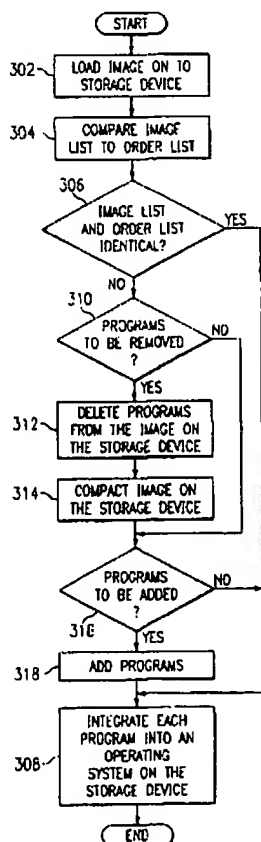 START
302
LOAD IMAGE ON TO
STORAGE DEVICE
304
COMPARE IMAGE
LIST TO ORDER LIST
306
IMAGE LIST
AND ORDER LIST
IDENTICAL?
YES
NO
310
PROGRAMS
TO BE REMOVED
?
NO
YES
312
DELETE PROGRAMS
FROM THE IMAGE ON
THE STORAGE DEVICE
314
COMPACT IMAGE ON
THE STORAGE DEVICE
PROGRAMS
TO BE ADDED
?
NO
316
YES
318
ADD PROGRAMS
308
INTEGRATE EACH
PROGRAM INTO AN
OPERATING
SYSTEM ON THE
STORAGE DEVICE
END